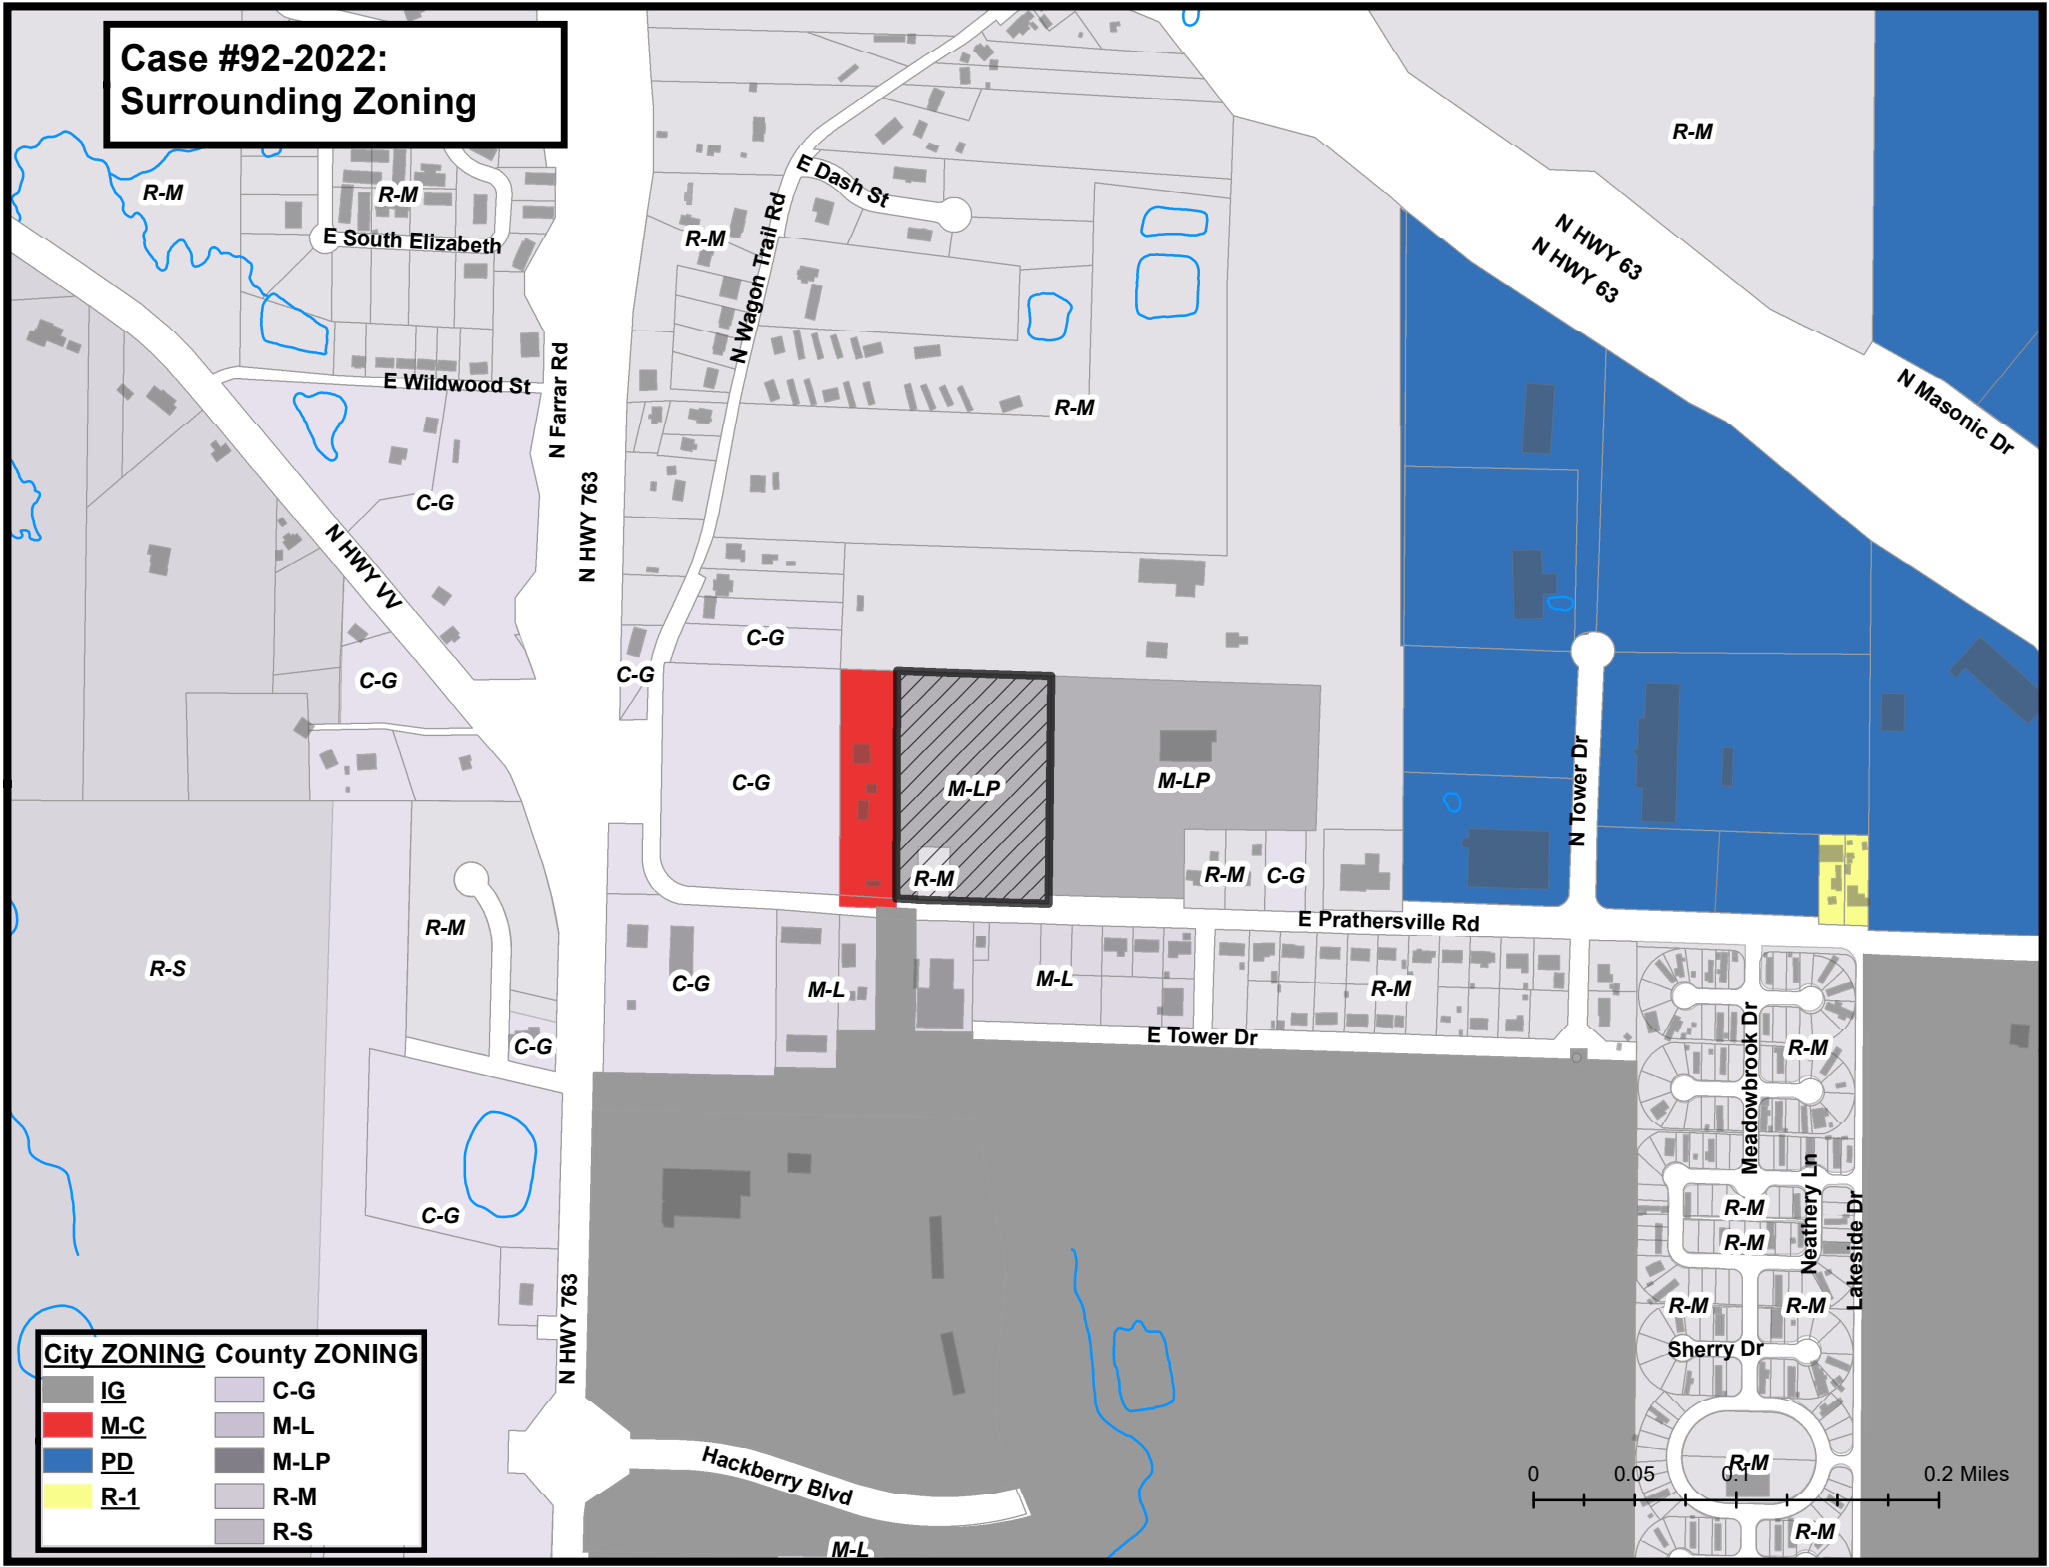 Case #92-2022:
Surrounding Zoning
R-M
R-M
R-M
E Dash St
E South Elizabeth
R-M
N Wagon Trail Rd
N HWY 63
N HWY 63
E Wildwood St
N Farrar Rd
R-M
N Masonic Dr
C-G
N HWY 763
N HWY VV
C-G
C-G
C-G
C-G
M-LP
M-LP
N Tower Dr
R-M
R-M
C-G
E Prathersville Rd
R-M
R-S
C-G
M-L
M-L
R-M
E Tower Dr
C-G
Meadowbrook Dr
R-M
Neathery Ln
Lakeside Dr
R-M
R-M
C-G
R-M
R-M
N HWY 763
Sherry Dr
Hackberry Blvd
R-M
R-M
M-L
City ZONING
IG
M-C
PD
R-1
County ZONING
C-G
M-L
M-LP
R-M
R-S
0 0.05 0.1 0.2 Miles